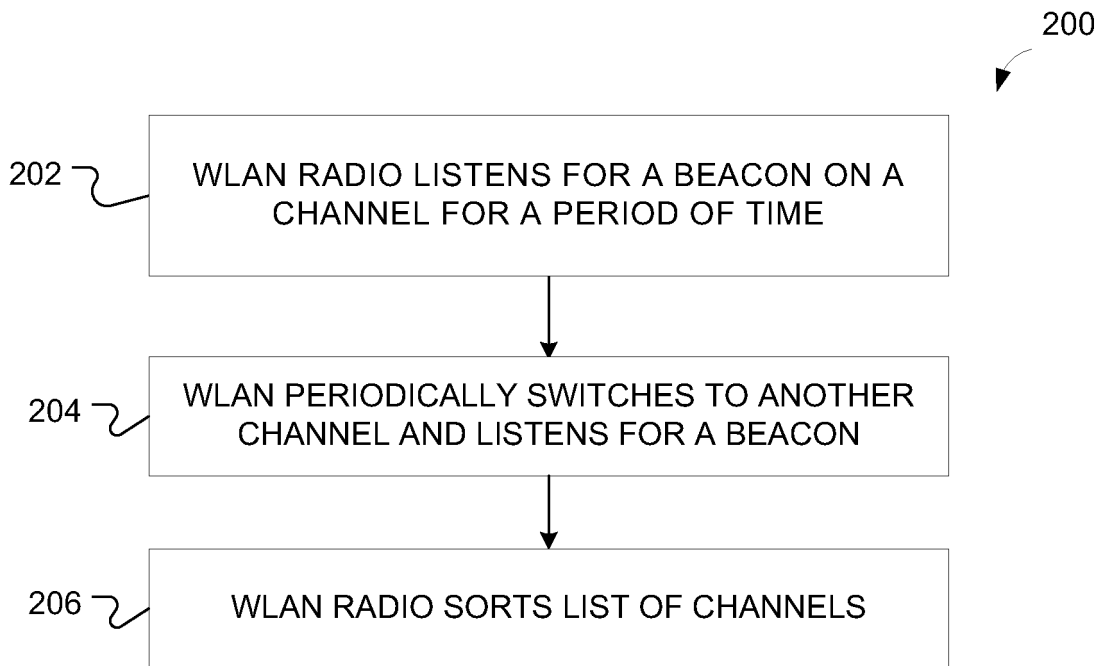 200
202
WLAN RADIO LISTENS FOR A BEACON ON A
CHANNEL FOR A PERIOD OF TIME
204
WLAN PERIODICALLY SWITCHES TO ANOTHER
CHANNEL AND LISTENS FOR A BEACON
206
WLAN RADIO SORTS LIST OF CHANNELS